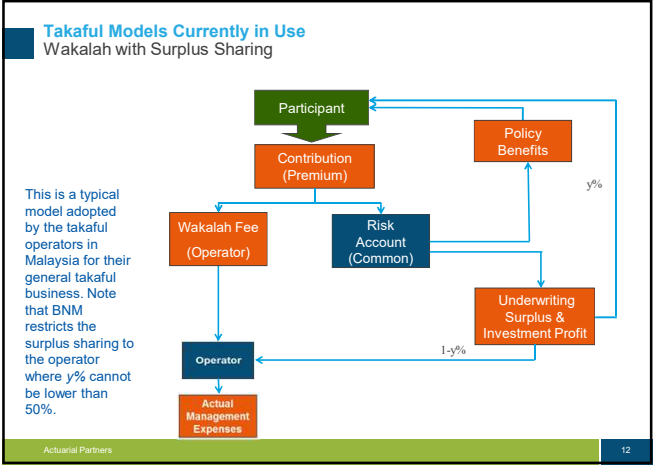 Takaful Models Currently in Use
Wakalah with Surplus Sharing
Participant
Policy
Benefits
Contribution
(Premium)
y%
This is a typical
model adopted
by the takaful
operators in
Malaysia for their
general takaful
business. Note
that BNM
restricts the
surplus sharing to
the operator
where y% cannot
be lower than
50%.
Wakalah Fee
(Operator)
Risk
Account
(Common)
Underwriting
Surplus &
Investment Profit
1-y%
Operator
Actual
Management
Expenses
Actuarial Partners
12